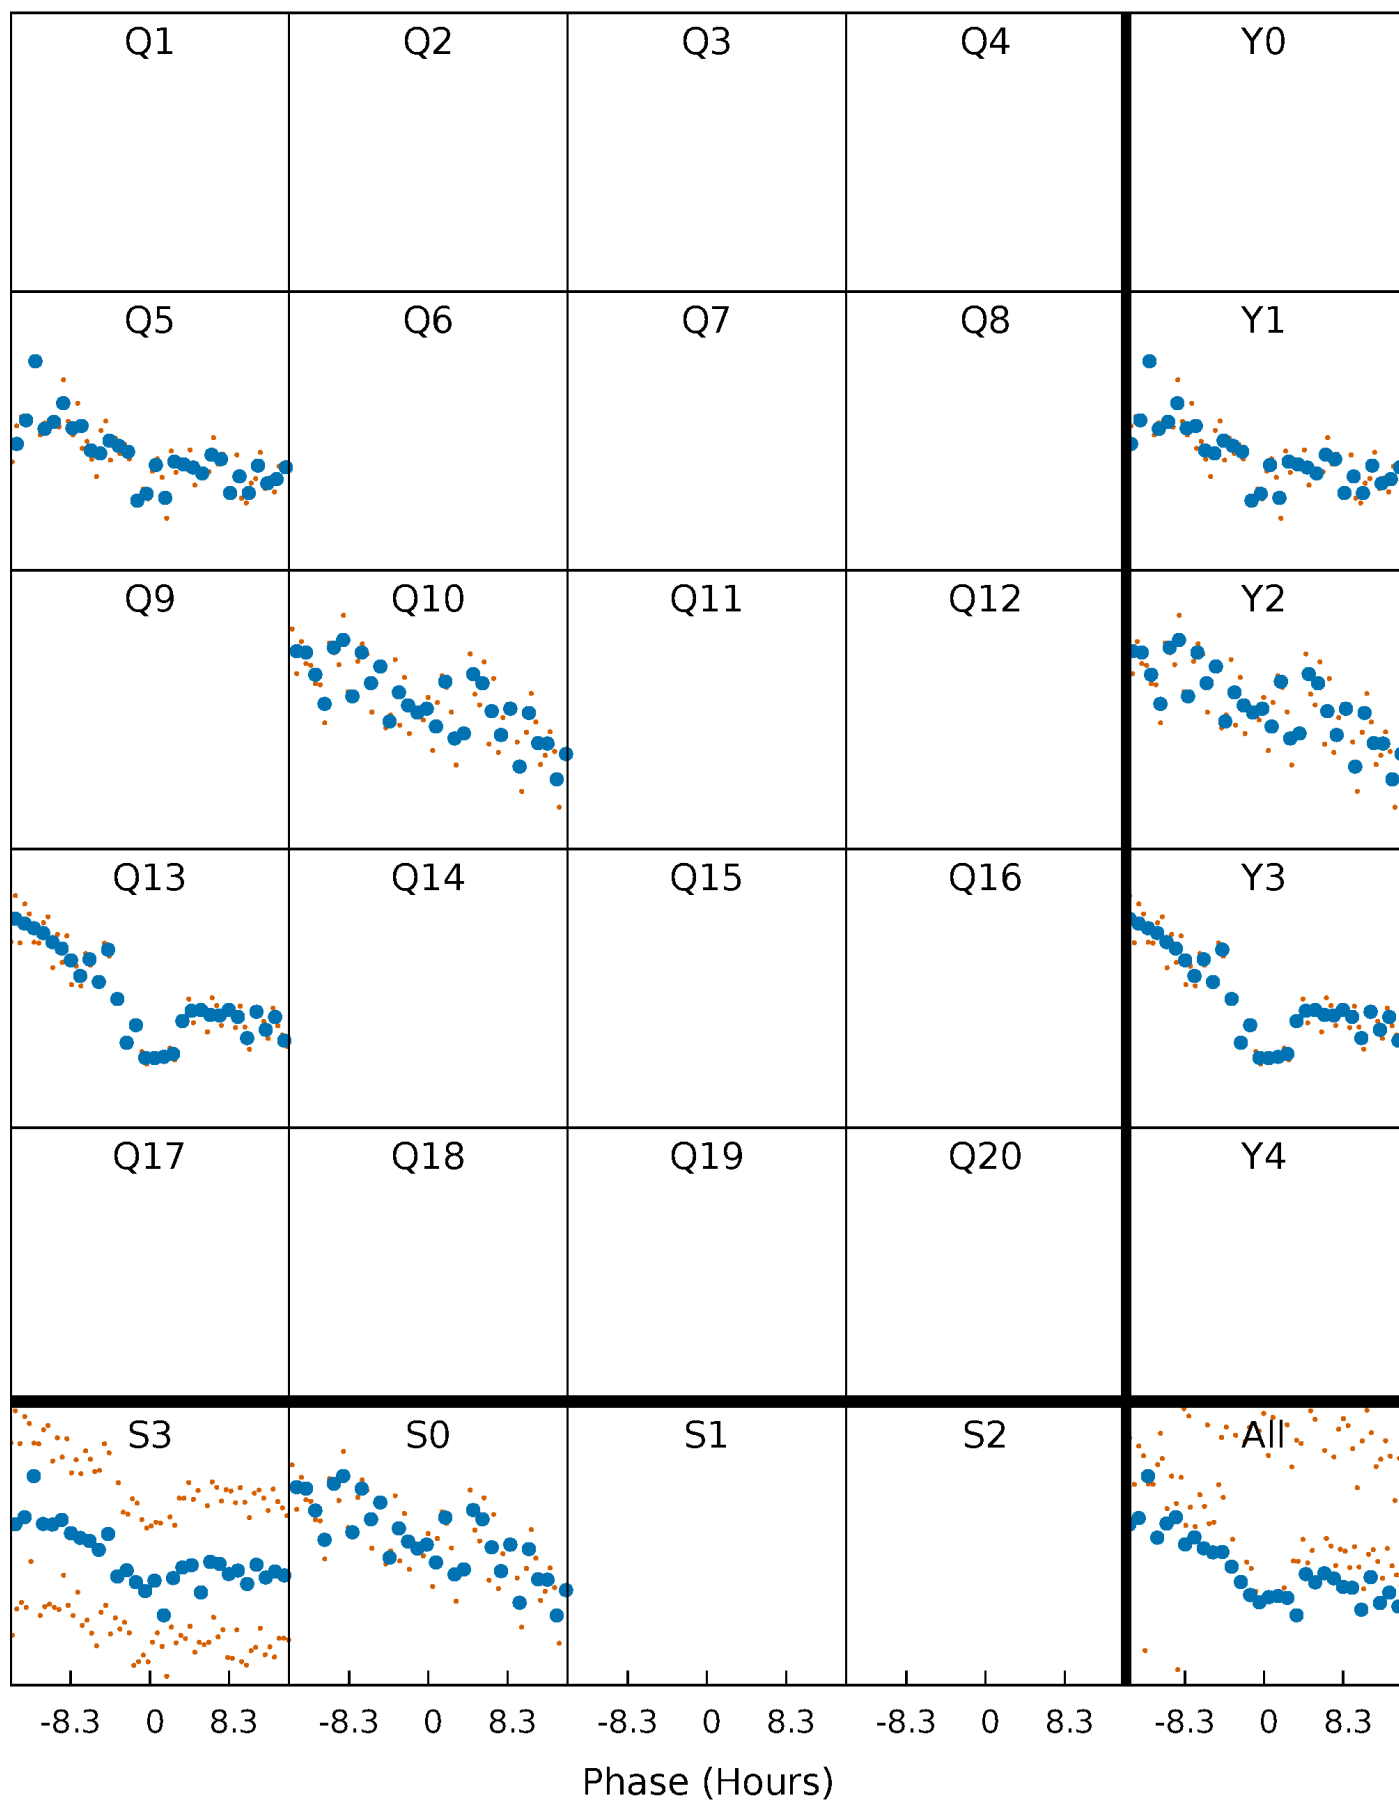 Q1 Q2 Q3 Q4 Y0
Q5 Q6 Q7 Q8 Y1
Q9 Q10 Q11 Q12 Y2
Q13 Q14 Q15 Q16 Y3
Q17 Q18 Q19 Q20 Y4
S3 S0 S1 S2 All
-8.3 0 8.3 -8.3 0 8.3 -8.3 0 8.3 -8.3 0 8.3 -8.3 0 8.3
Phase (Hours)